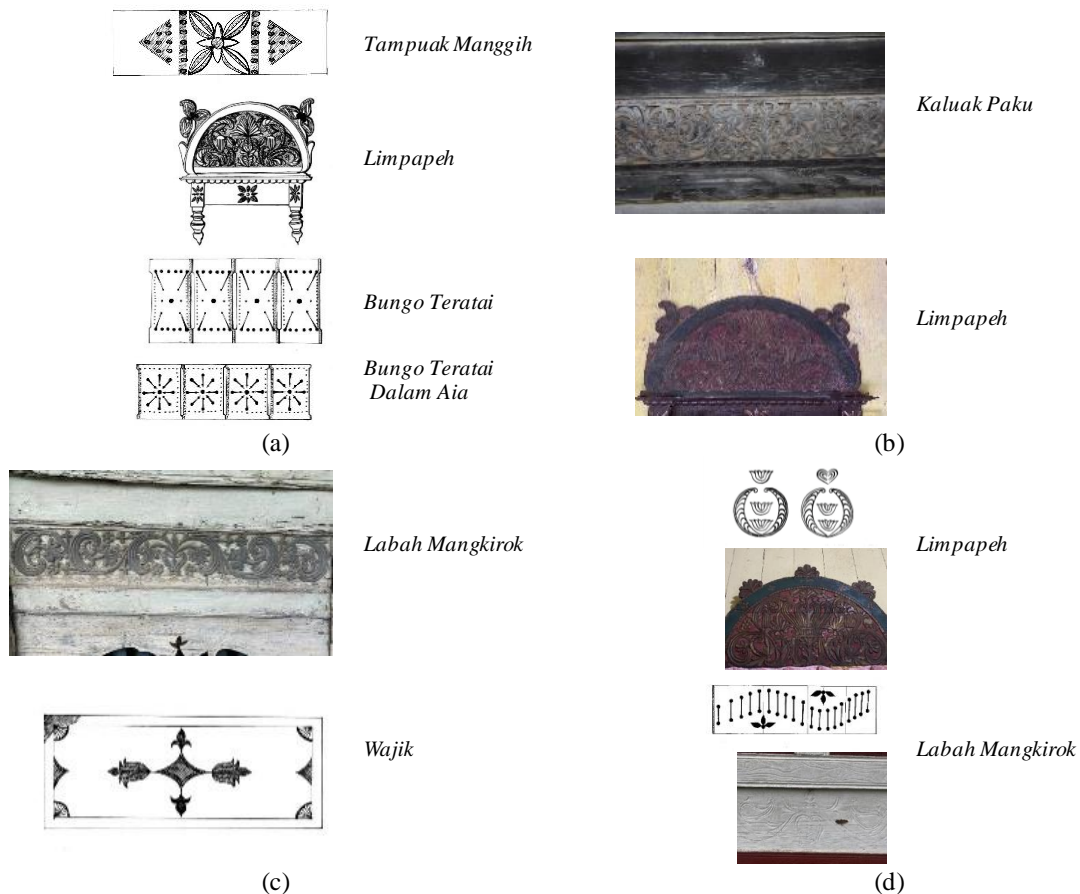 Tampuak Manggih
Kaluak Paku
Limpapeh
Bungo Teratai
Limpapeh
Bungo Teratai
Dalam Aia
(a)
(b)
Labah Mangkirok
Limpapeh
Wajik
Labah Mangkirok
(c)
(d)